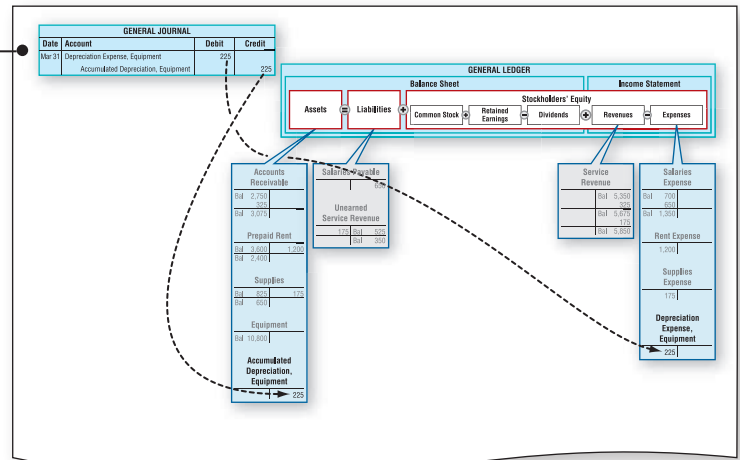 GENERAL JOURNAL
Date Account Debit Credit
Mar 31 Depreciation Expense, Equipment 225
Accumulated Depreciation, Equipment 225
GENERAL LEDGER
Balance Sheet Income Statement
Stockholders' Equity
Assets = Liabilities + Common Stock + Retained Earnings − Dividends + Revenues − Expenses
Accounts
Receivable
Bal 2,750
325
Bal 3,075
Prepaid Rent
Bal 3,600 1,200
Bal 2,400
Supplies
Bal 825 175
Bal 650
Equipment
Bal 10,800
Accumulated
Depreciation,
Equipment
225
Salaries Payable
650
Unearned
Service Revenue
175 Bal 525
Bal 350
Service
Revenue
Bal 5,350
325
Bal 5,675
175
Bal 5,850
Salaries
Expense
Bal 700
650
Bal 1,350
Rent Expense
1,200
Supplies
Expense
175
Depreciation
Expense,
Equipment
225